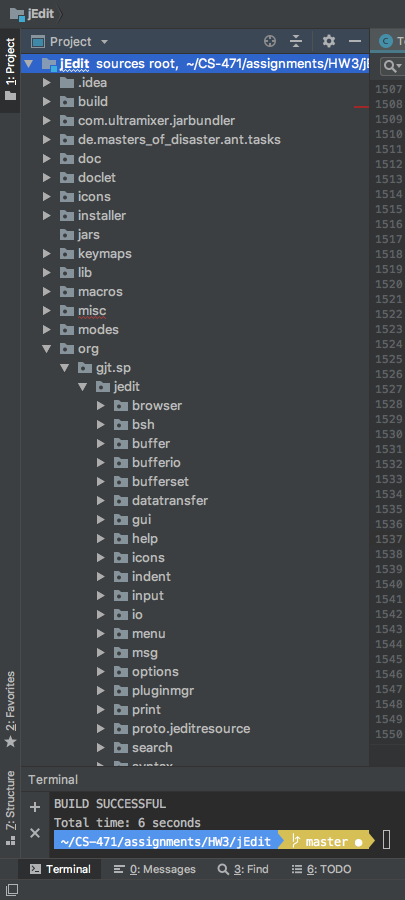 jEdit
1: Project
Project
jEdit sources root, ~/CS-471/assignments/HW3/jE
.idea
build
com.ultramixer.jarbundler
de.masters_of_disaster.ant.tasks
doc
doclet
icons
installer
jars
keymaps
lib
macros
misc
modes
org
gjt.sp
jedit
browser
bsh
buffer
bufferio
bufferset
datatransfer
gui
help
icons
indent
input
io
menu
msg
options
pluginmgr
print
proto.jeditresource
search
syntax
C
1507
1508
1509
1510
1511
1512
1513
1514
1515
1516
1517
1518
1519
1520
1521
1522
1523
1524
1525
1526
1527
1528
1529
1530
1531
1532
1533
1534
1535
1536
1537
1538
1539
1540
1541
1542
1543
1544
1545
1546
1547
1548
1549
1550
2: Favorites
7: Structure
Terminal
BUILD SUCCESSFUL
Total time: 6 seconds
~/CS-471/assignments/HW3/jEdit master
Terminal 0: Messages 3: Find 6: TODO